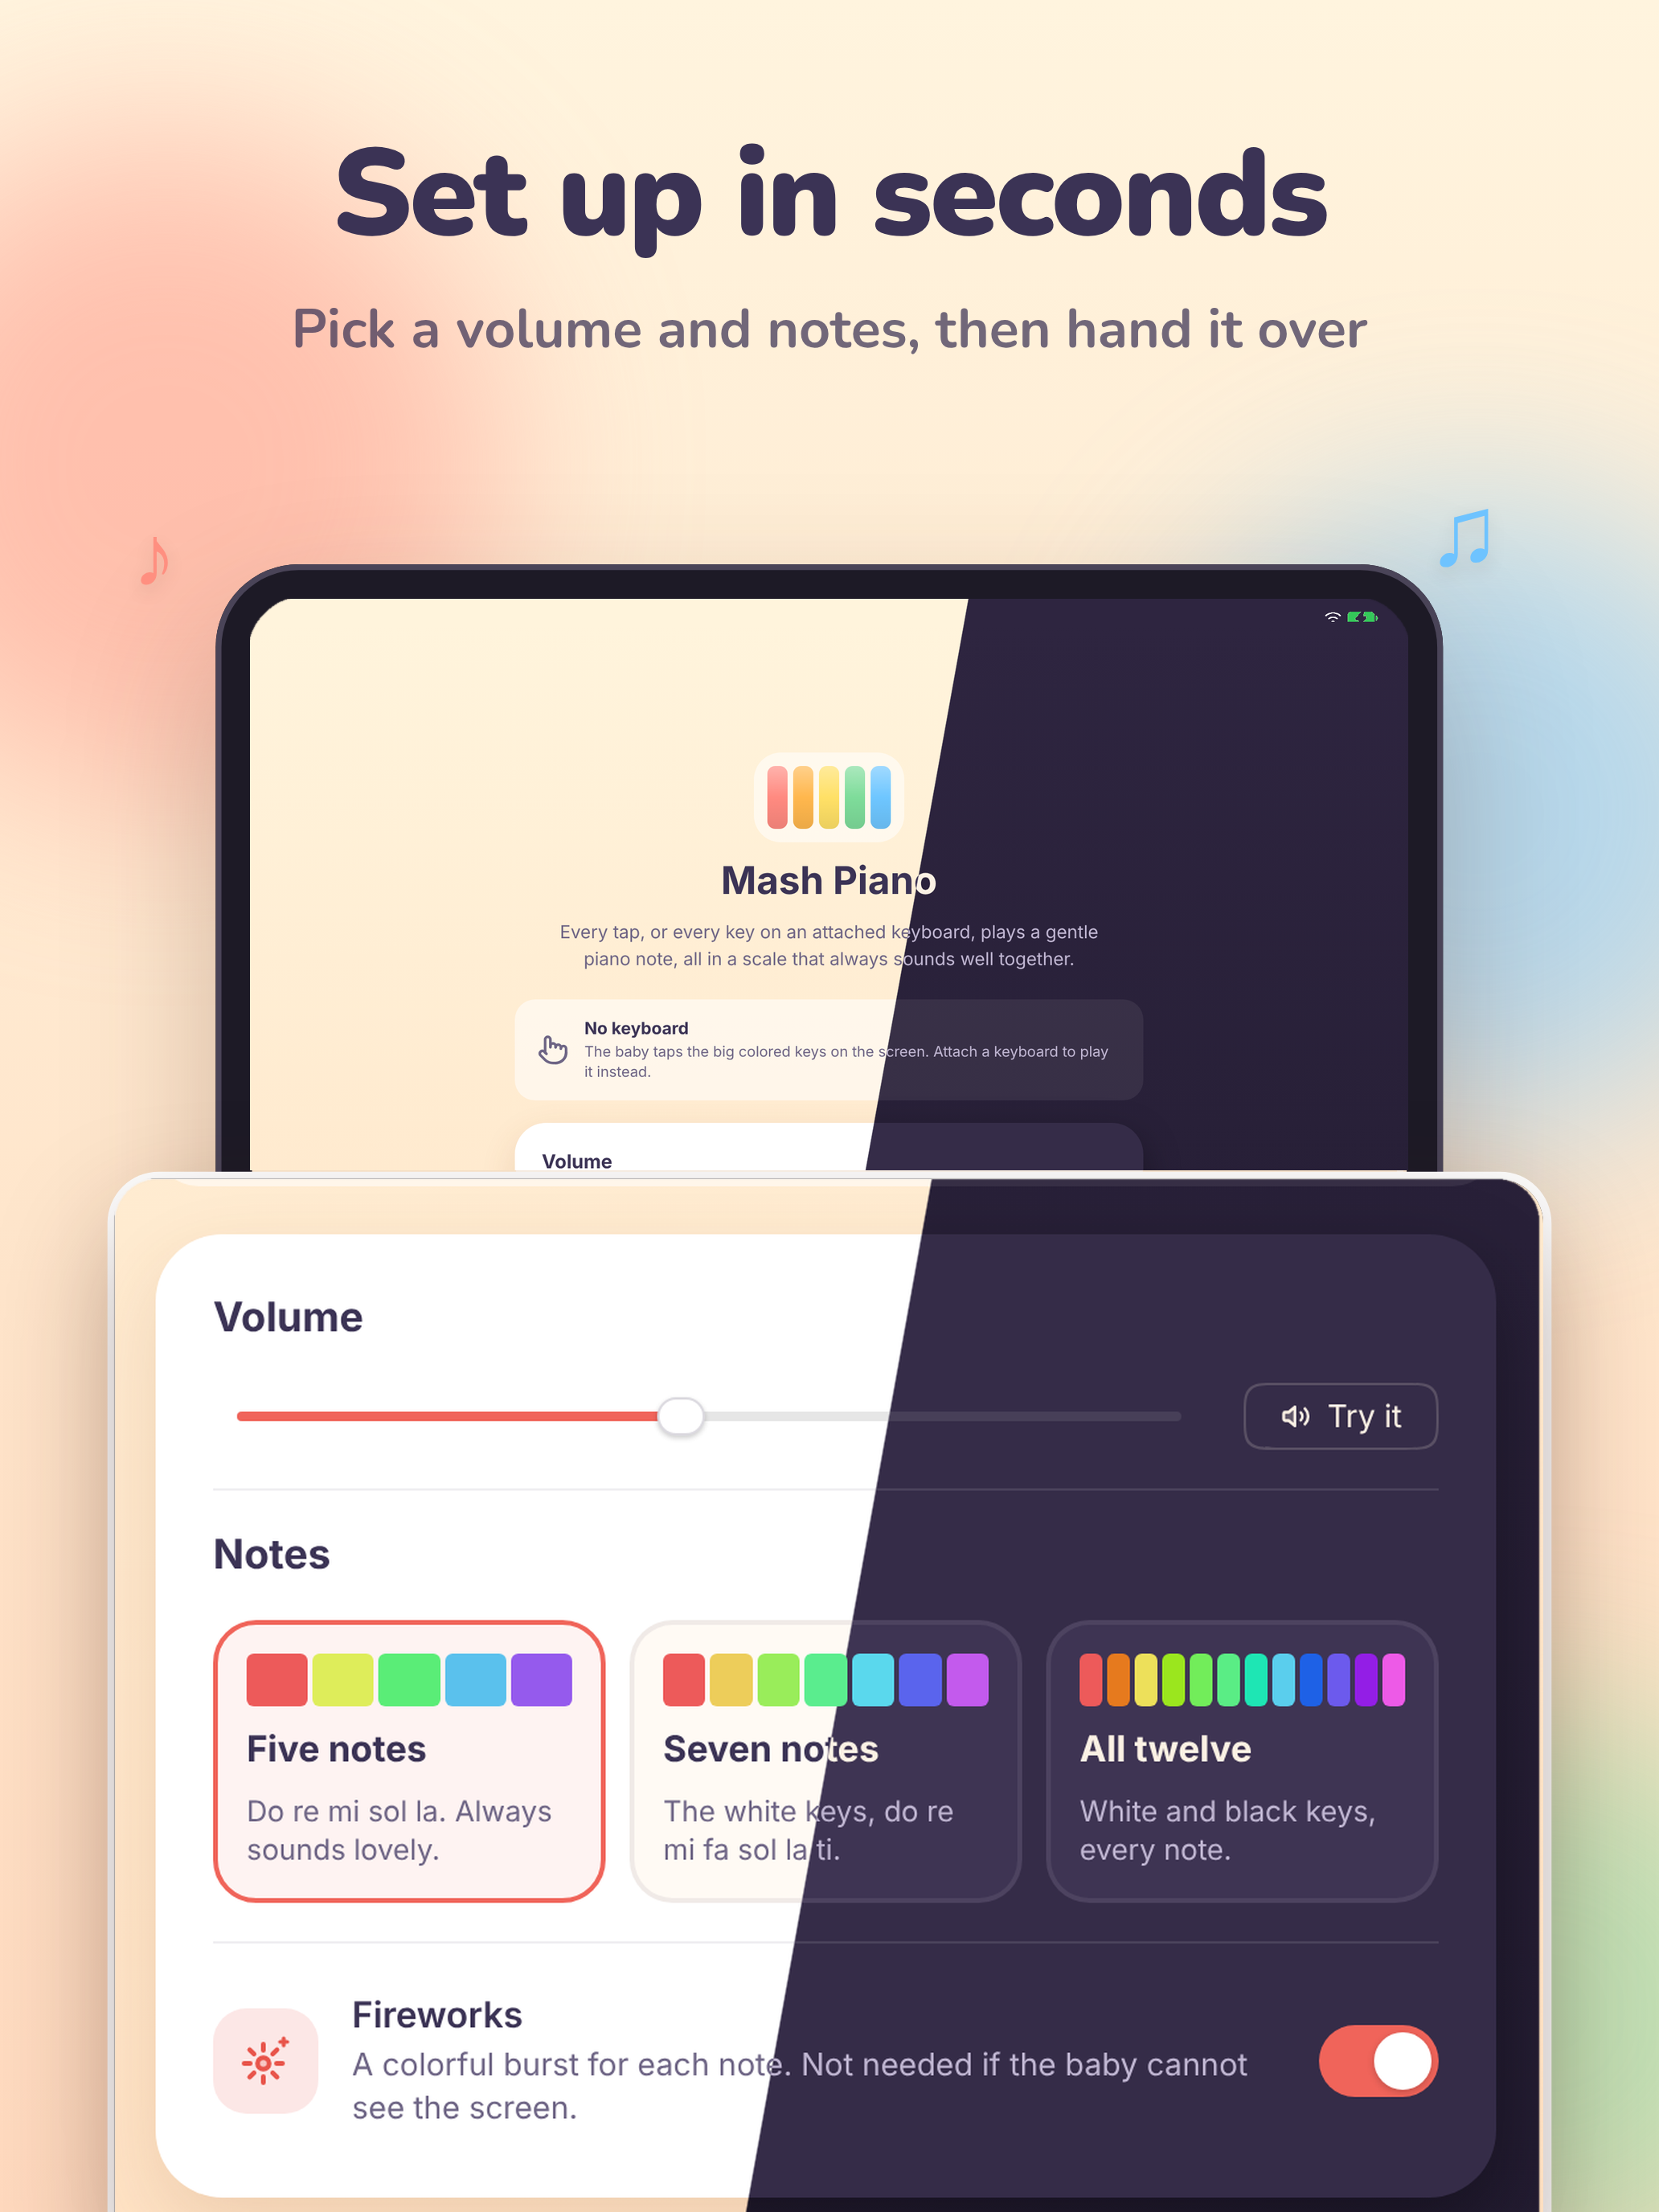 Set up in seconds
Pick a volume and notes, then hand it over
Mash Piano
Every tap, or every key on an attached keyboard, plays a gentle
piano note, all in a scale that always sounds well together.
No keyboard
The baby taps the big colored keys on the screen. Attach a keyboard to play
it instead.
Volume
Volume
Try it
Notes
Five notes
Do re mi sol la. Always
sounds lovely.
Seven notes
The white keys, do re
mi fa sol la ti.
All twelve
White and black keys,
every note.
Fireworks
A colorful burst for each note. Not needed if the baby cannot
see the screen.